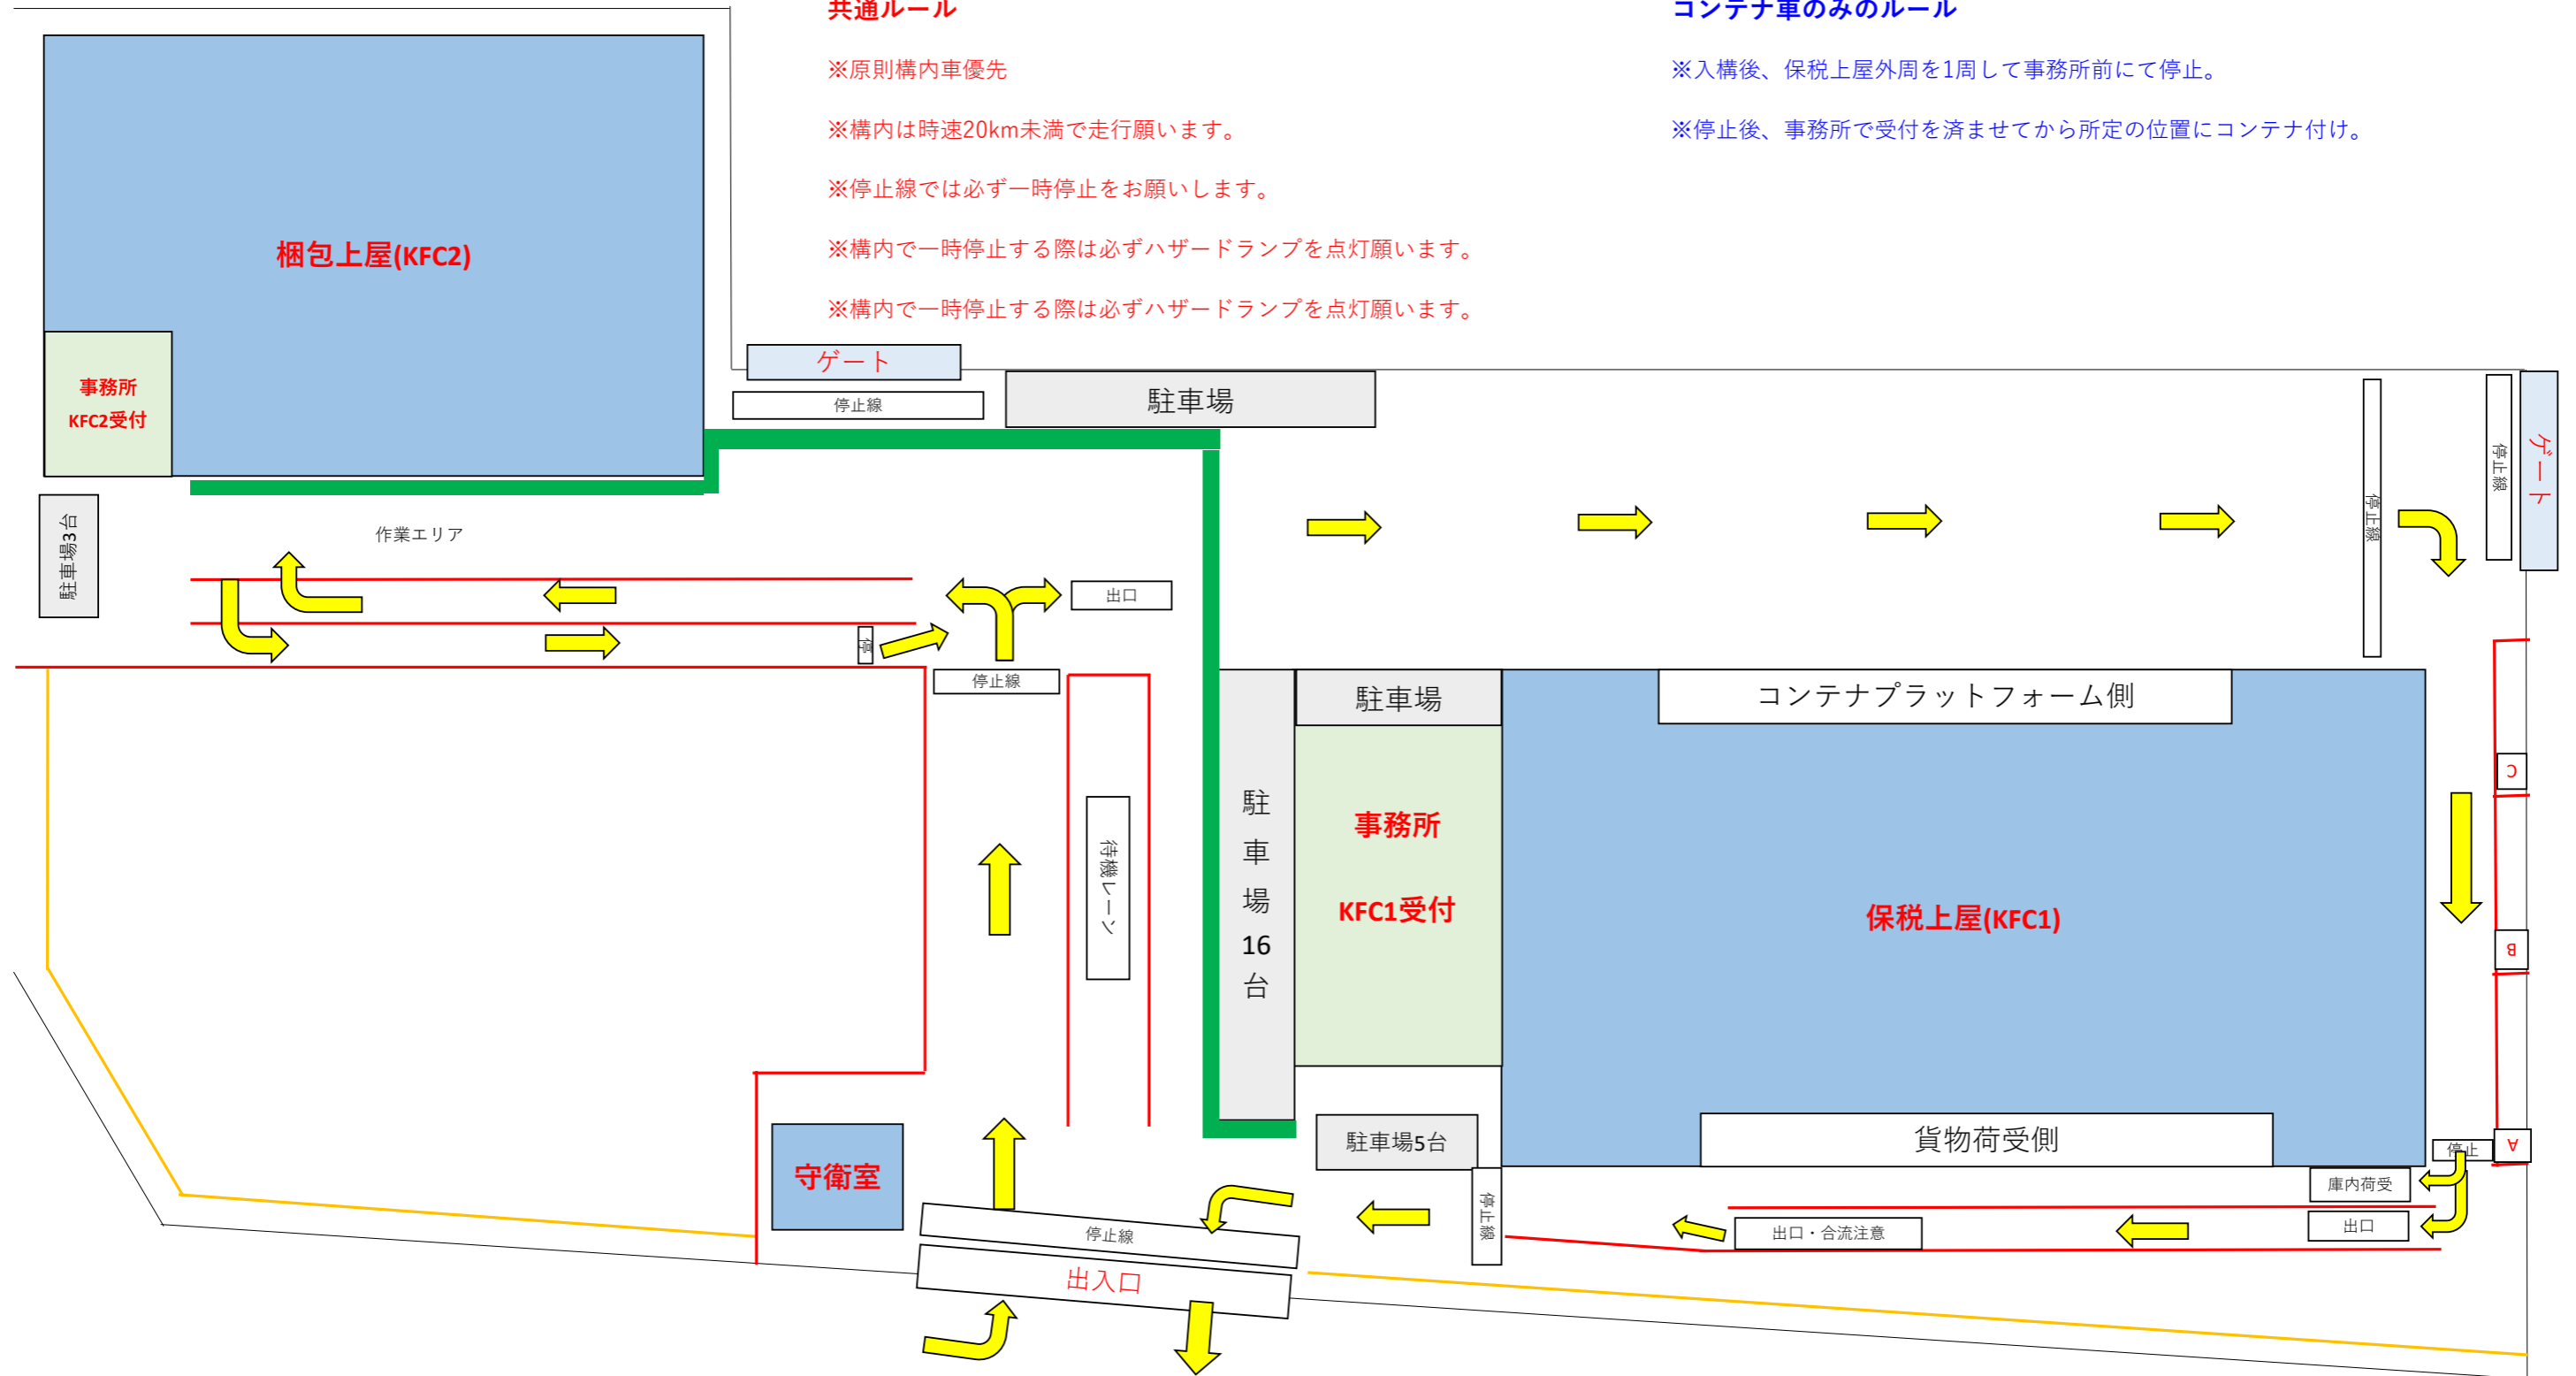 共通ルール
※原則構内車優先
※構内は時速20km未満で走行願います。
※停止線では必ず一時停止をお願いします。
※構内で一時停止する際は必ずハザードランプを点灯願います。
※構内で一時停止する際は必ずハザードランプを点灯願います。
コンテナ車のみのルール
※入構後、保税上屋外周を1周して事務所前にて停止。
※停止後、事務所で受付を済ませてから所定の位置にコンテナ付け。
梱包上屋(KFC2)
事務所
KFC2受付
ゲート
停止線
駐車場
停止線
停止線
ゲート
駐車場3台
作業エリア
出口
停
停止線
待機レーン
駐車場16台
駐車場
事務所
KFC1受付
コンテナプラットフォーム側
保税上屋(KFC1)
C
B
A
貨物荷受側
停止
庫内荷受
出口
出口・合流注意
駐車場5台
停止線
守衛室
停止線
出入口